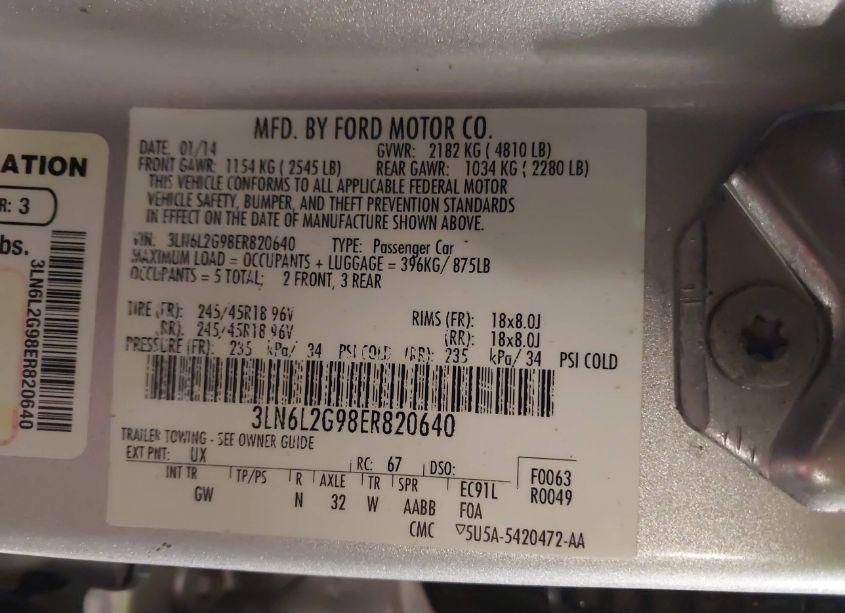 ATION
R: 3
bs.
3LN6L2G98ER820640
MFD. BY FORD MOTOR CO.
DATE. 01/14 GVWR: 2182 KG ( 4810 LB)
FRONT GAWR: 1154 KG ( 2545 LB) REAR GAWR: 1034 KG ( 2280 LB)
THIS VEHICLE CONFORMS TO ALL APPLICABLE FEDERAL MOTOR
VEHICLE SAFETY, BUMPER, AND THEFT PREVENTION STANDARDS
IN EFFECT ON THE DATE OF MANUFACTURE SHOWN ABOVE.
VIN. 3LN6L2G98ER820640 TYPE: Passenger Car
MAXIMUM LOAD = OCCUPANTS + LUGGAGE = 396KG/ 875LB
OCCUPANTS = 5 TOTAL; 2 FRONT, 3 REAR
TIRE (FR): 245/45R18 96V RIMS (FR): 18x8.0J
(RR): 245/45R18 96V (RR): 18x8.0J
PRESSURE (FR): 235 kPa/ 34 PSI COLD (RR): 235 kPa/ 34 PSI COLD
3LN6L2G98ER820640
TRAILER TOWING - SEE OWNER GUIDE
EXT PNT: UX RC: 67 DSO: F0063
R0049
INT TR TP/PS R AXLE TR SPR EC91L
GW N 32 W AABB FOA
CMC ▽5U5A-5420472-AA